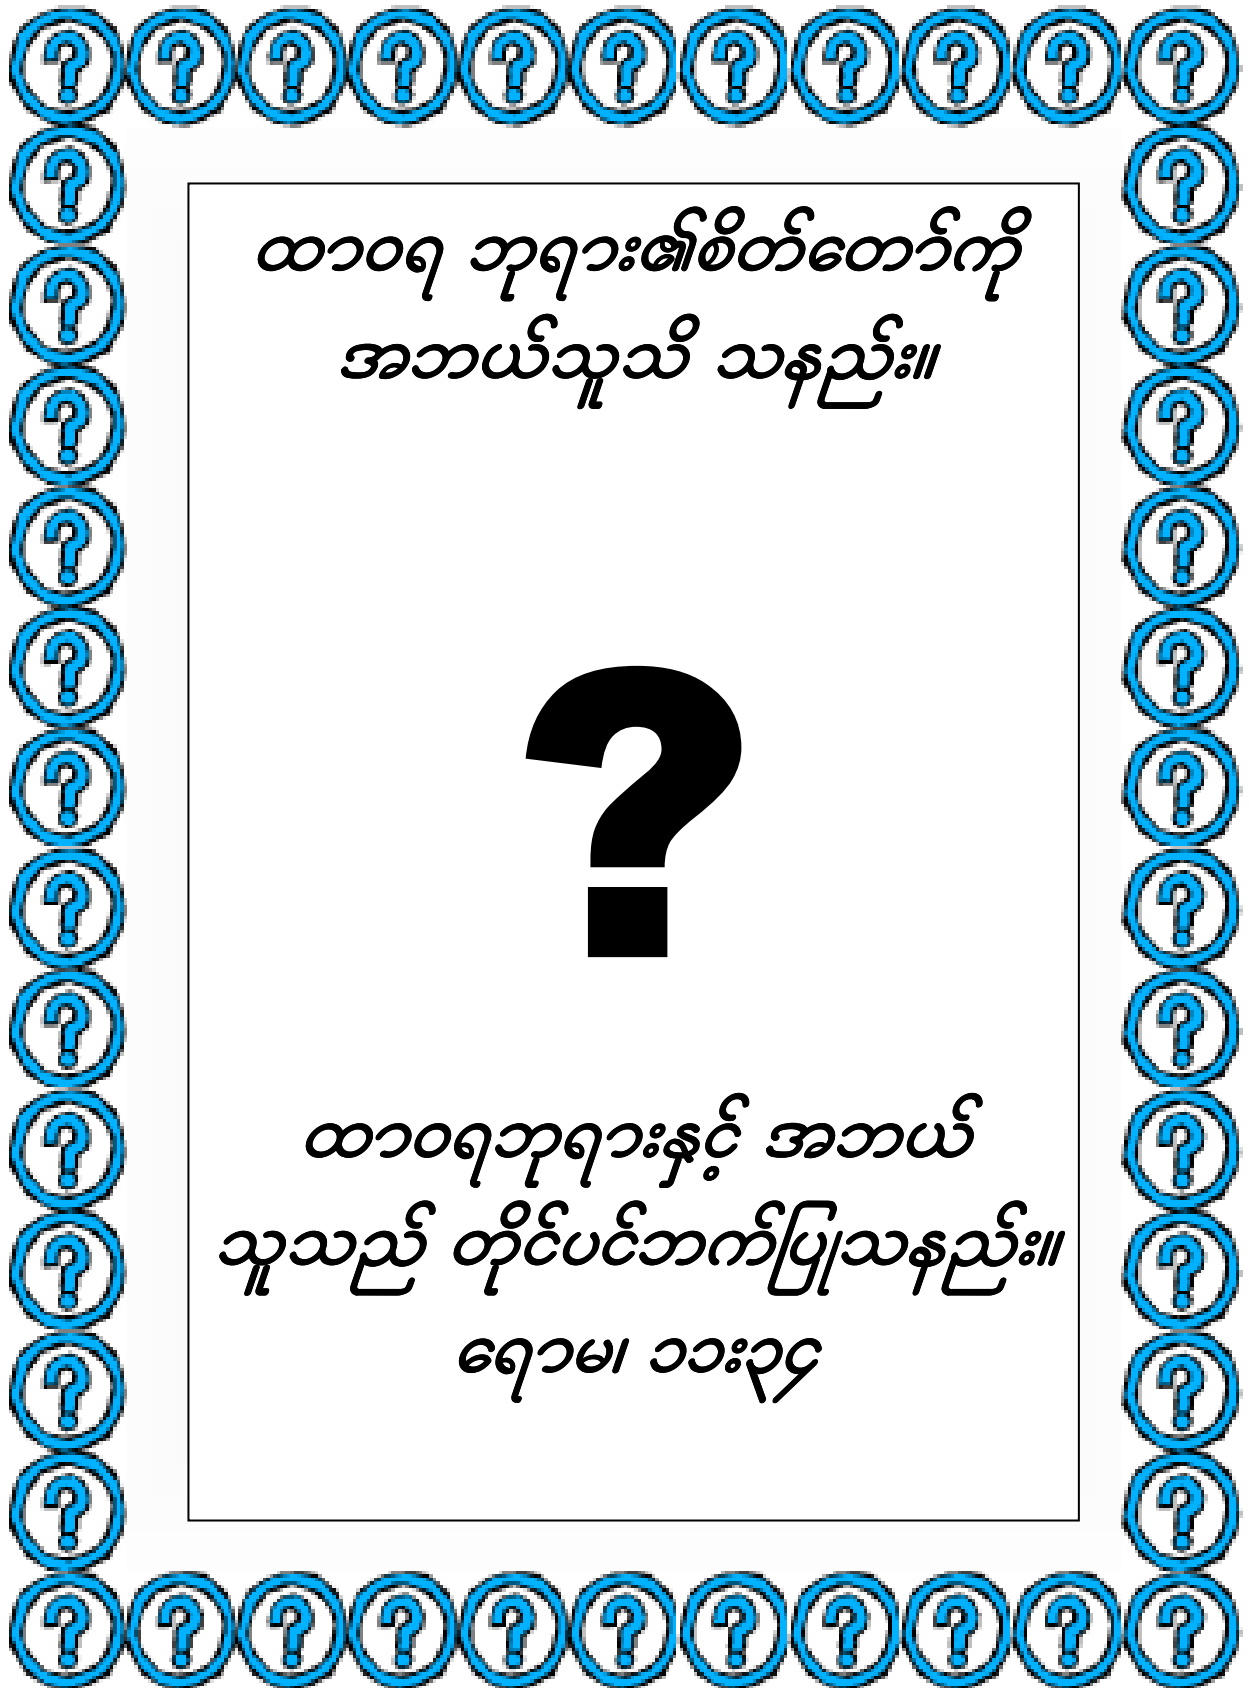 ထာဝရ ဘုရား၏စိတ်တော်ကို
အဘယ်သူသိ သနည်း။
?
ထာဝရဘုရားနှင့် အဘယ်
သူသည် တိုင်ပင်ဘက်ပြုသနည်း။
ရောမ၊ ၁၁း၃၄